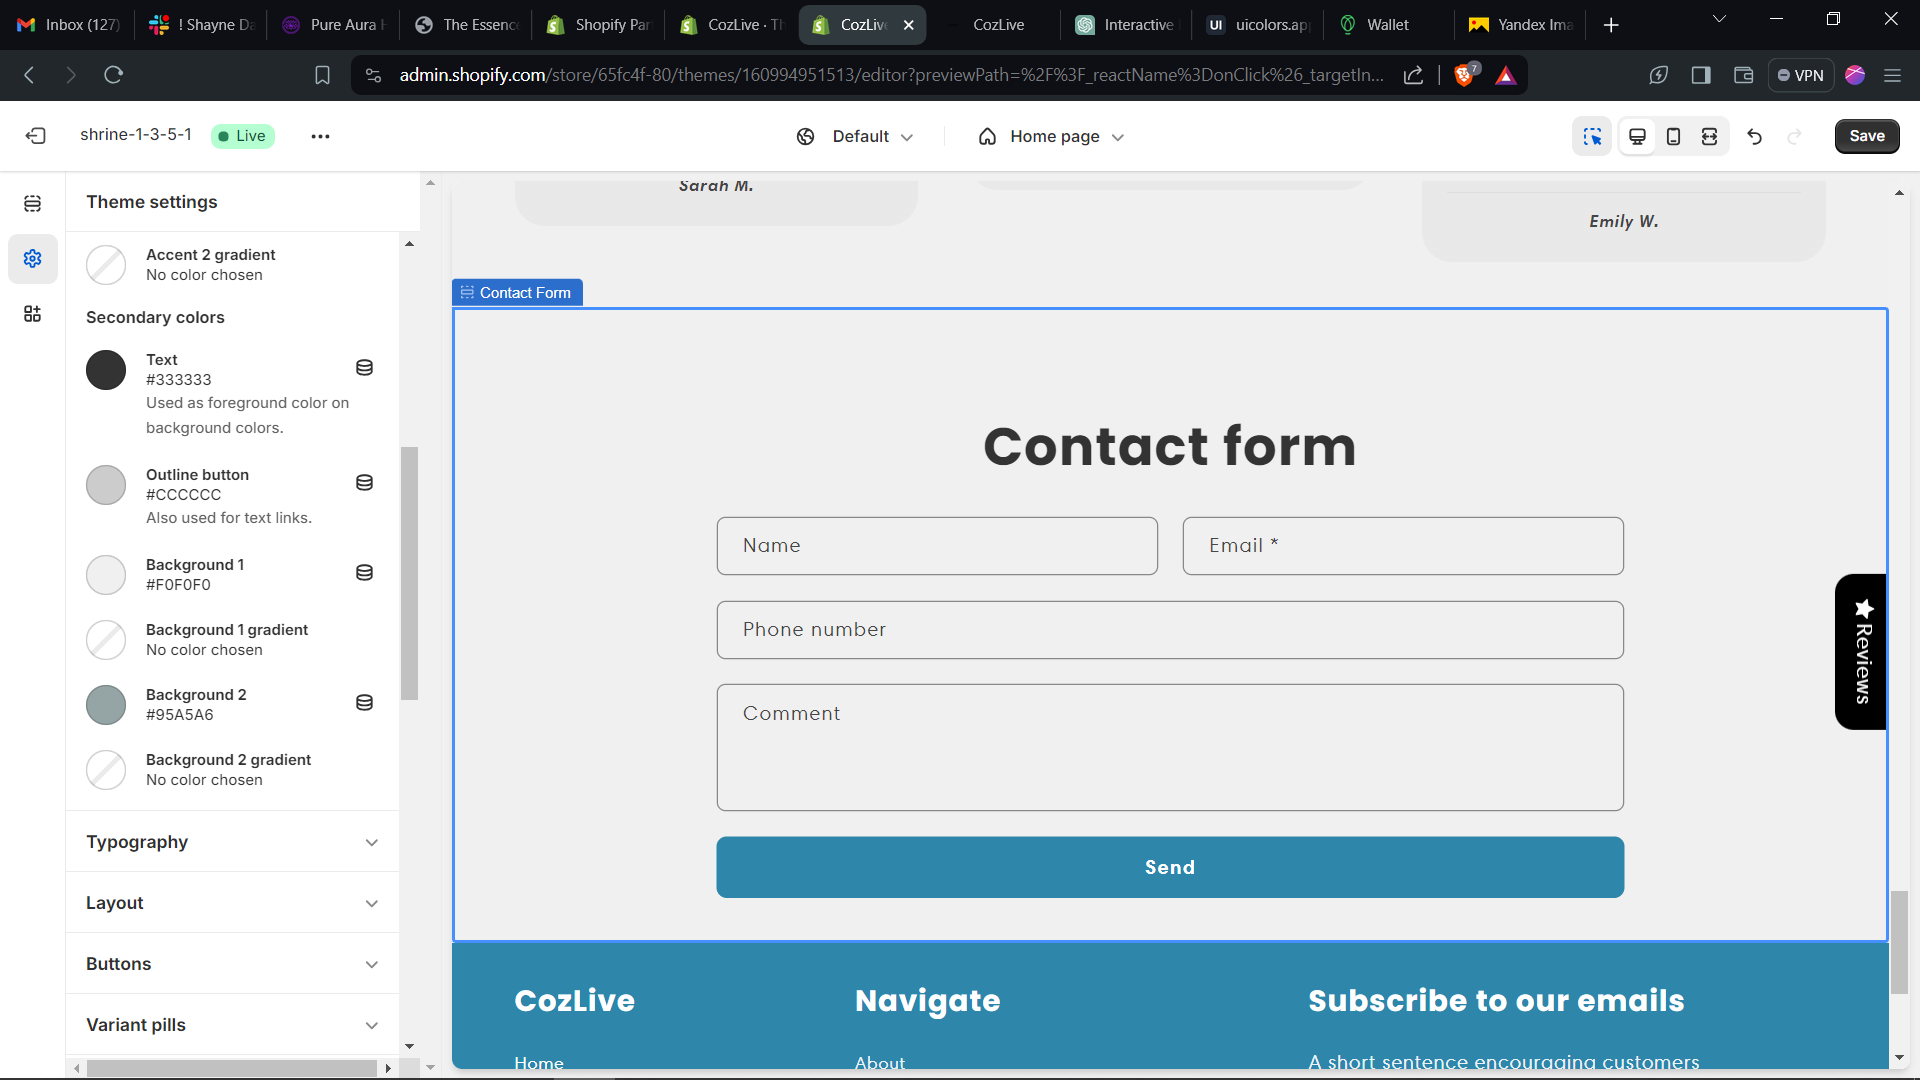 Inbox (127)
! Shayne Da
Pure Aura H
The Essence
Shopify Par
CozLive · Th
CozLive
CozLive
Interactive
uicolors.app
Wallet
Yandex Ima
admin.shopify.com/store/65fc4f-80/themes/160994951513/editor?previewPath=%2F%3F_reactName%3DonClick%26_targetIn...
7
VPN
shrine-1-3-5-1
Live
Default
Home page
Save
Theme settings
Accent 2 gradient
No color chosen
Secondary colors
Text
#333333
Used as foreground color on
background colors.
Outline button
#CCCCCC
Also used for text links.
Background 1
#F0F0F0
Background 1 gradient
No color chosen
Background 2
#95A5A6
Background 2 gradient
No color chosen
Typography
Layout
Buttons
Variant pills
Sarah M.
Emily W.
Contact Form
Contact form
Name
Email *
Phone number
Comment
Send
★ Reviews
CozLive
Navigate
Subscribe to our emails
Home
About
A short sentence encouraging customers